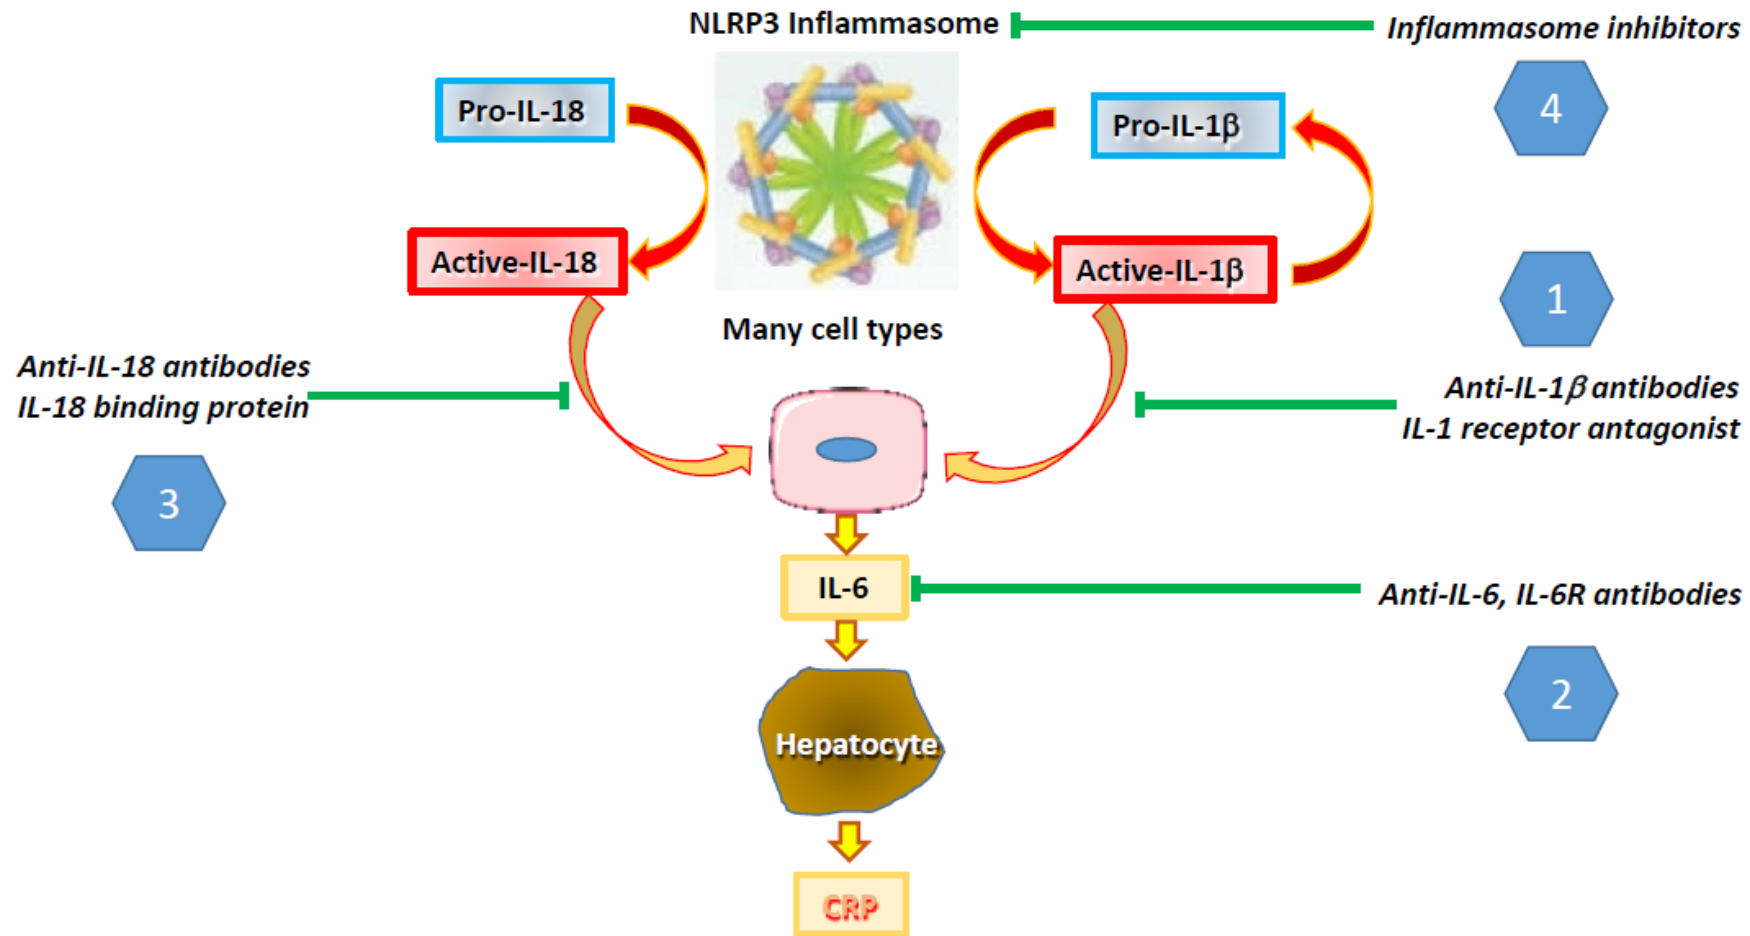 NLRP3 Inflammasome
Inflammasome inhibitors
4
Pro-IL-18
Pro-IL-1β
Active-IL-18
Active-IL-1β
1
Many cell types
Anti-IL-18 antibodies
IL-18 binding protein
3
Anti-IL-1β antibodies
IL-1 receptor antagonist
IL-6
Anti-IL-6, IL-6R antibodies
2
Hepatocyte
CRP